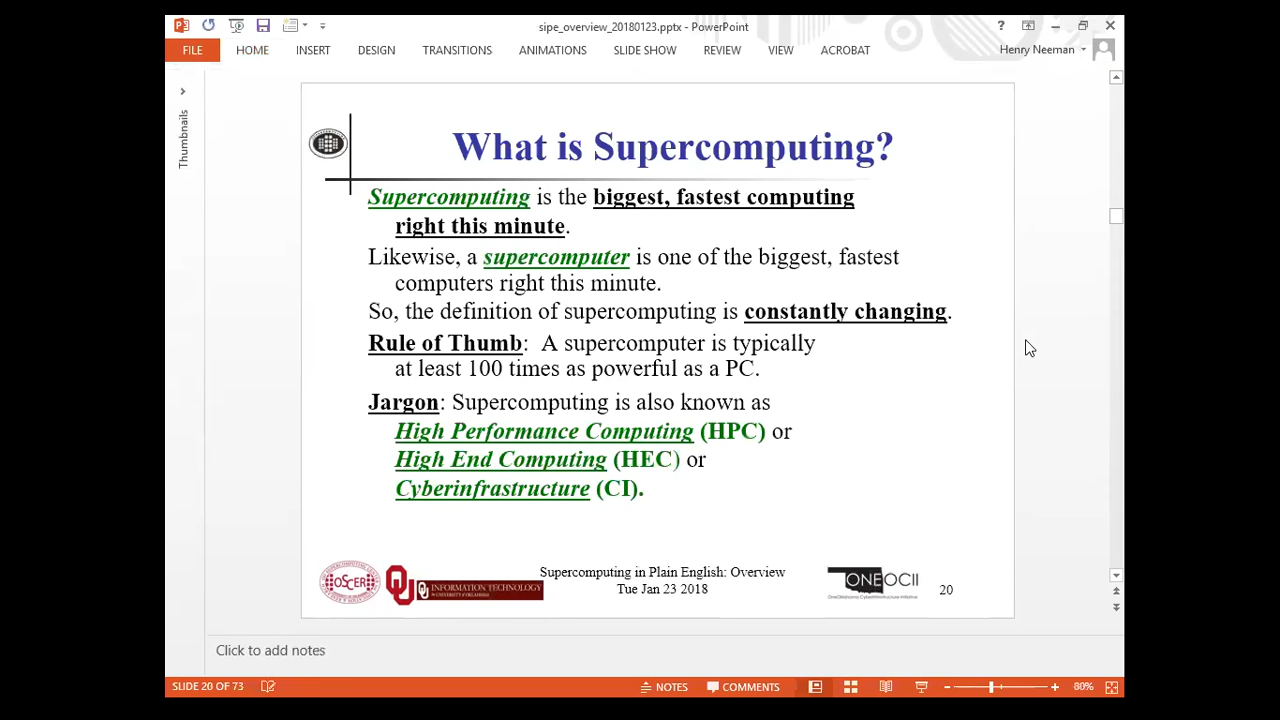 sipe_overview_20180123.pptx - PowerPoint
FILE HOME INSERT DESIGN TRANSITIONS ANIMATIONS SLIDE SHOW REVIEW VIEW ACROBAT Henry Neeman
Thumbnails
What is Supercomputing?
Supercomputing is the biggest, fastest computing
right this minute.
Likewise, a supercomputer is one of the biggest, fastest
computers right this minute.
So, the definition of supercomputing is constantly changing.
Rule of Thumb: A supercomputer is typically
at least 100 times as powerful as a PC.
Jargon: Supercomputing is also known as
High Performance Computing (HPC) or
High End Computing (HEC) or
Cyberinfrastructure (CI).
OSCER
INFORMATION TECHNOLOGY
Supercomputing in Plain English: Overview
Tue Jan 23 2018
ONEOCII
OneOklahoma Cyberinfrastructure Initiative
20
Click to add notes
SLIDE 20 OF 73 NOTES COMMENTS 80%